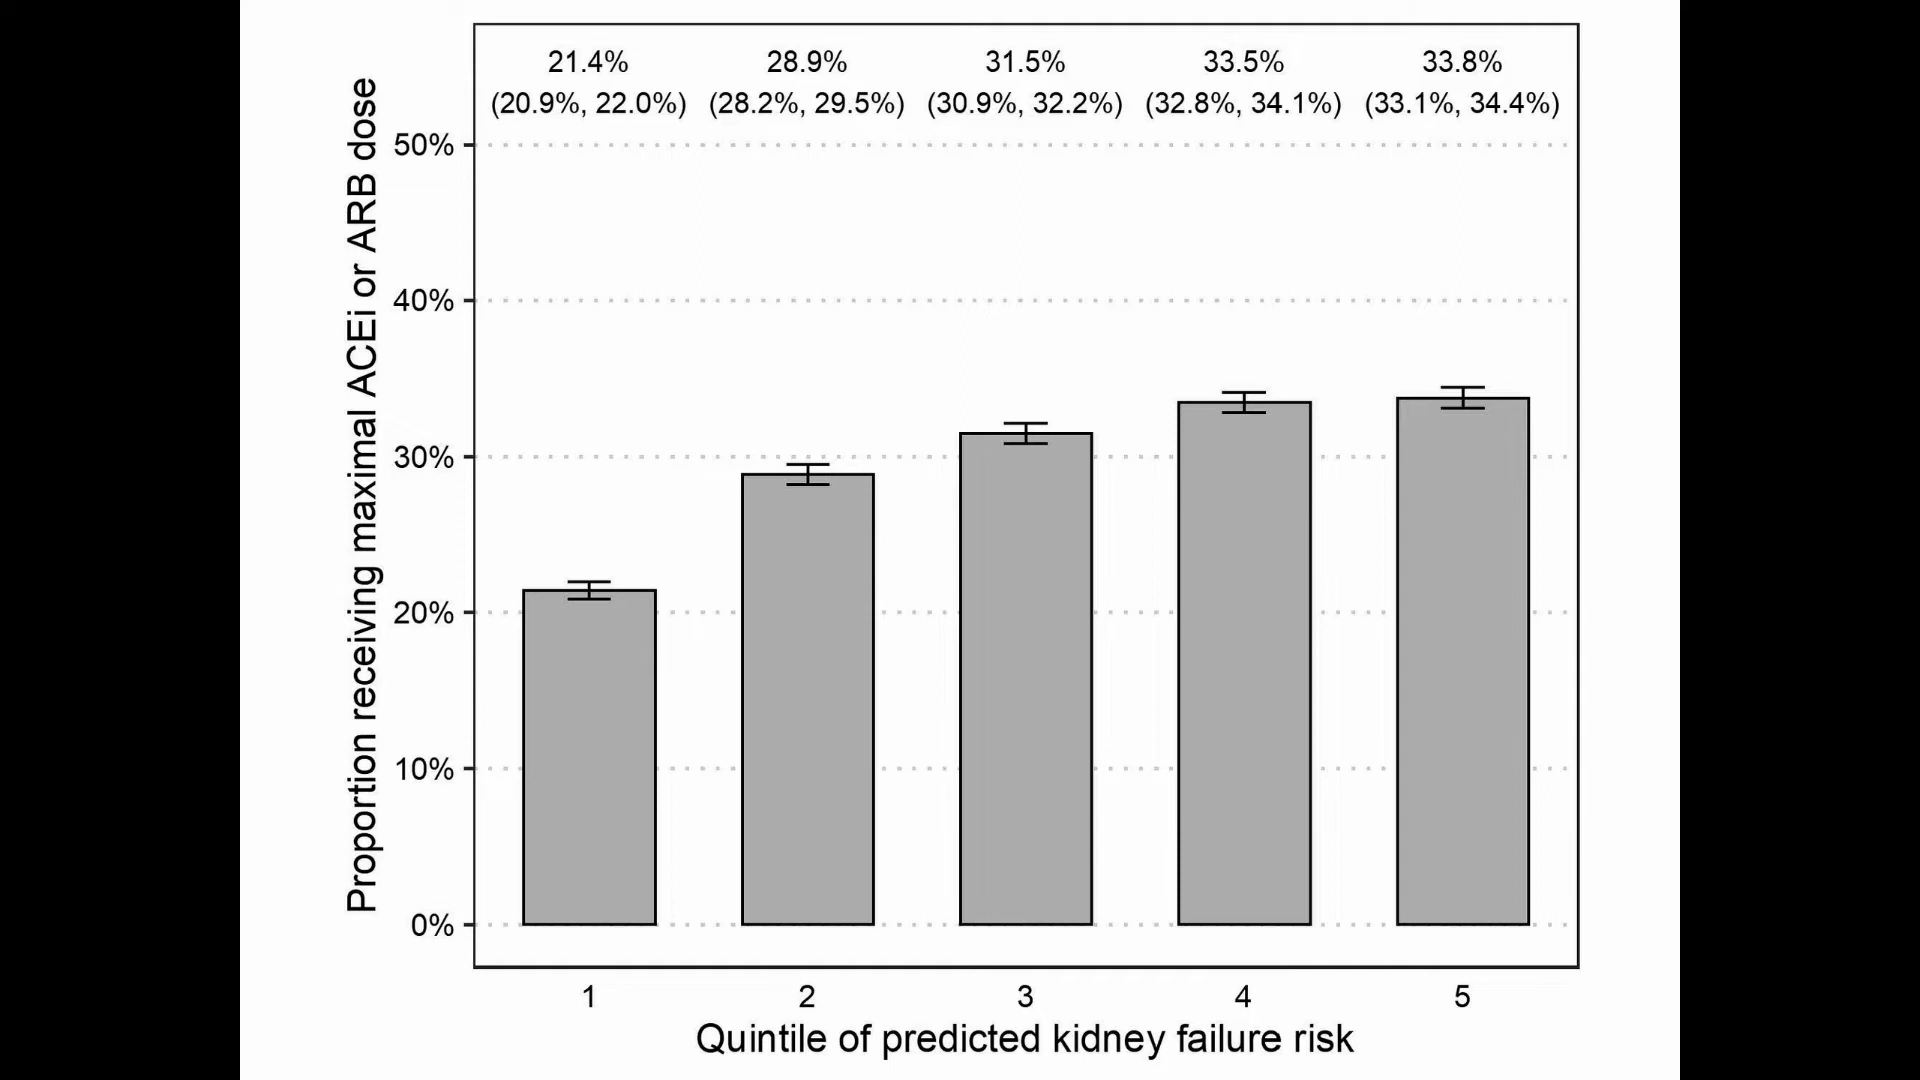 21.4% 28.9% 31.5% 33.5% 33.8%
(20.9%, 22.0%) (28.2%, 29.5%) (30.9%, 32.2%) (32.8%, 34.1%) (33.1%, 34.4%)
Proportion receiving maximal ACEi or ARB dose
50%
40%
30%
20%
10%
0%
1 2 3 4 5
Quintile of predicted kidney failure risk